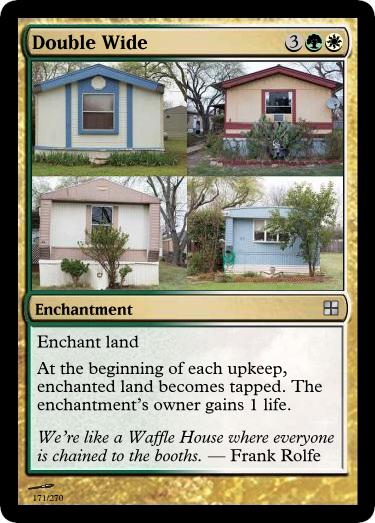 Double Wide 3
Enchantment
Enchant land
At the beginning of each upkeep,
enchanted land becomes tapped. The
enchantment's owner gains 1 life.
We're like a Waffle House where everyone
is chained to the booths. — Frank Rolfe
171/270